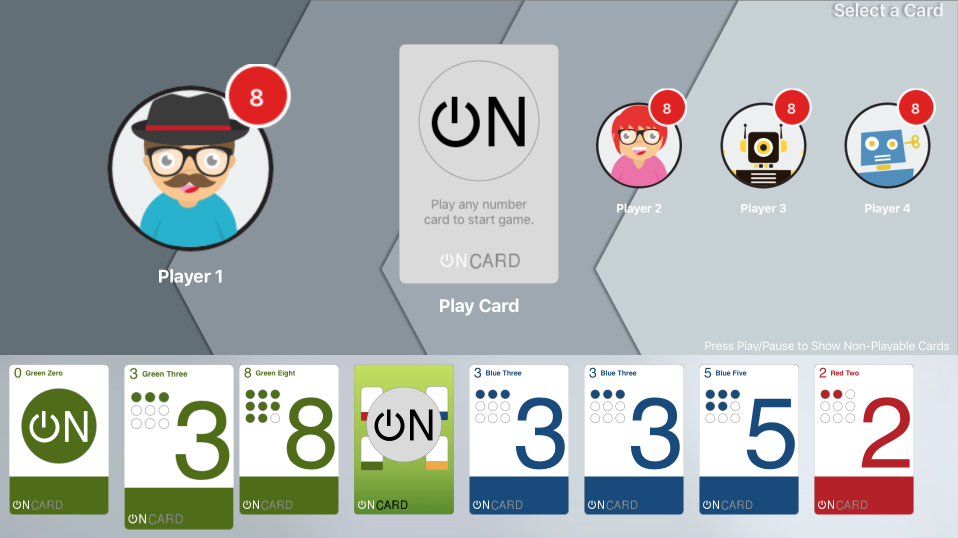 Select a Card
8
ON
Play any number
card to start game.
ONCARD
Play Card
Player 1
8
8
8
Player 2
Player 3
Player 4
Press Play/Pause to Show Non-Playable Cards
0 Green Zero
ON
ONCARD
3 Green Three
3
ONCARD
8 Green Eight
8
ONCARD
ON
ONCARD
3 Blue Three
3
ONCARD
3 Blue Three
3
ONCARD
5 Blue Five
5
ONCARD
2 Red Two
2
ONCARD